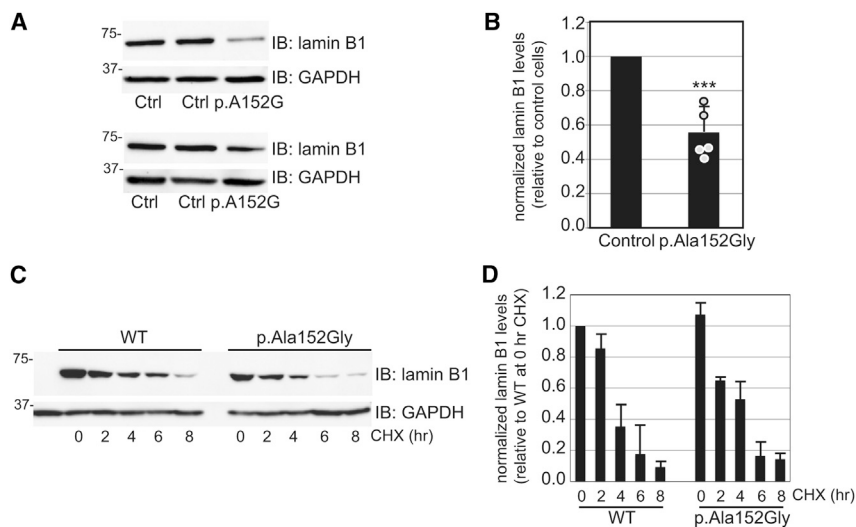 A
75-
IB: lamin B1
37-
IB: GAPDH
Ctrl Ctrl p.A152G
75-
IB: lamin B1
37-
IB: GAPDH
Ctrl Ctrl p.A152G
B
normalized lamin B1 levels
(relative to control cells)
1.2
1.0
0.8
0.6
0.4
0.2
0.0
***
Control p.Ala152Gly
C
WT p.Ala152Gly
75-
IB: lamin B1
37-
IB: GAPDH
0 2 4 6 8 0 2 4 6 8 CHX (hr)
D
normalized lamin B1 levels
(relative to WT at 0 hr CHX)
1.2
1.0
0.8
0.6
0.4
0.2
0.0
0 2 4 6 8 0 2 4 6 8 CHX (hr)
WT p.Ala152Gly